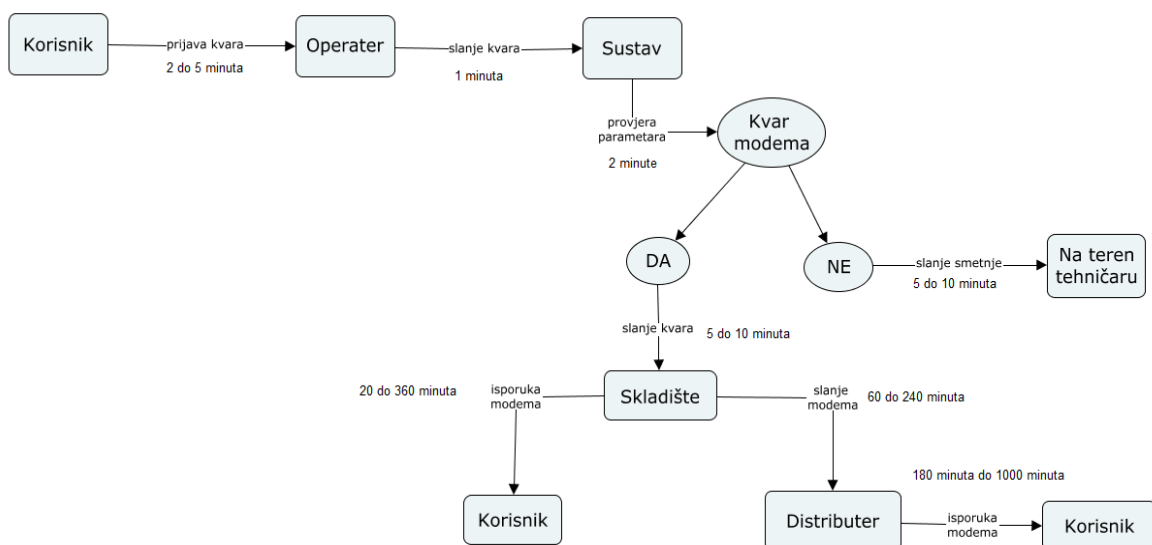 Korisnik
prijava kvara
2 do 5 minuta
Operater
slanje kvara
1 minuta
Sustav
provjera
parametara
2 minute
Kvar
modema
DA
NE
slanje smetnje
5 do 10 minuta
Na teren
tehničaru
slanje kvara
5 do 10 minuta
20 do 360 minuta
isporuka
modema
Skladište
slanje
modema
60 do 240 minuta
180 minuta do 1000 minuta
Korisnik
Distributer
isporuka
modema
Korisnik